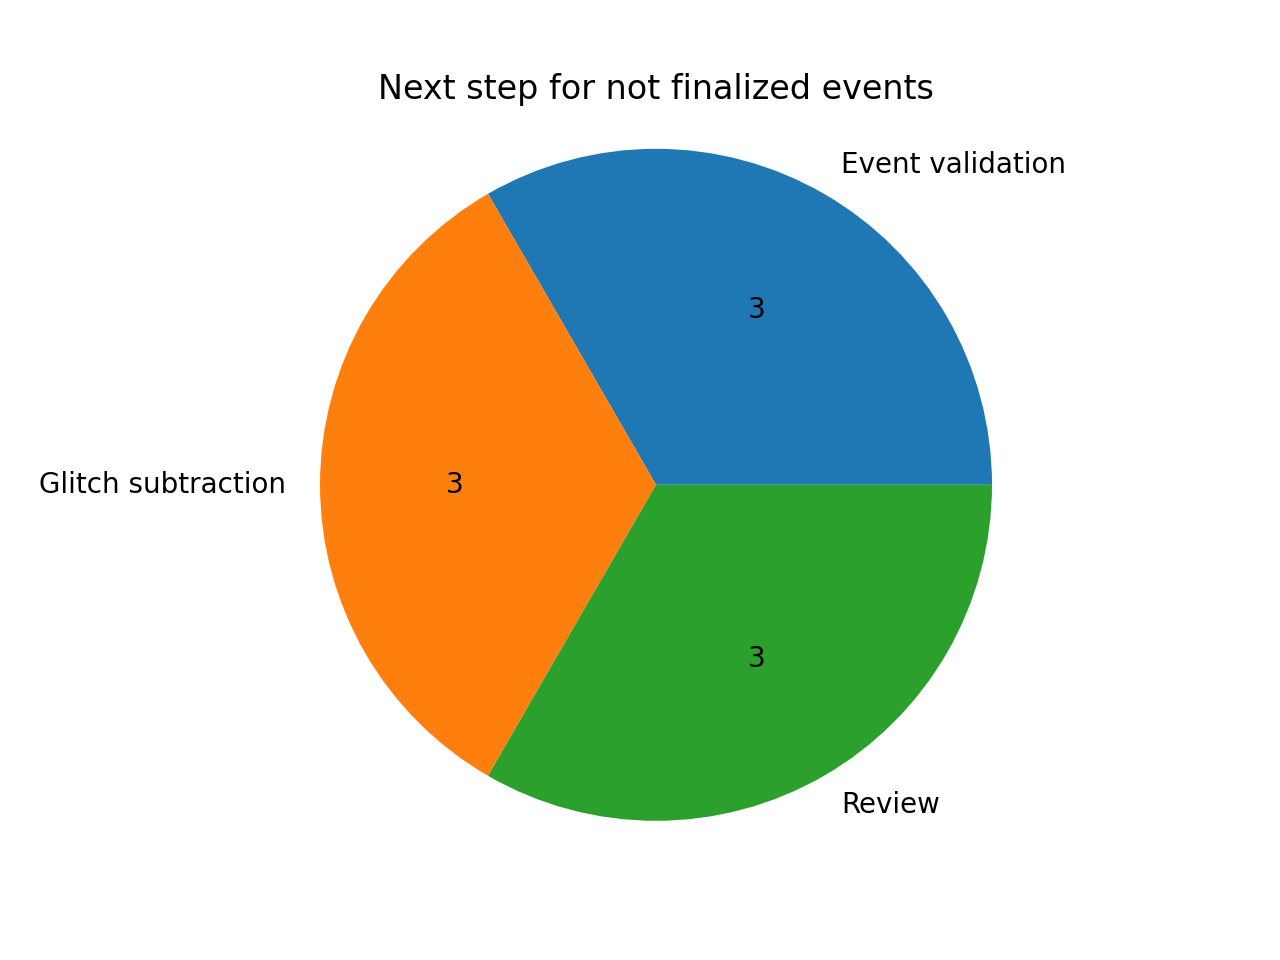 Next step for not finalized events
Event validation
3
Glitch subtraction
3
3
Review